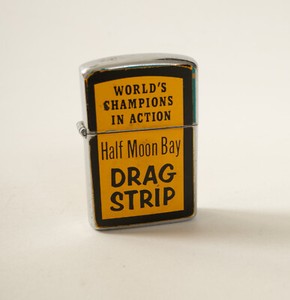 WORLD'S
CHAMPIONS
IN ACTION
Half Moon Bay
DRAG
STRIP